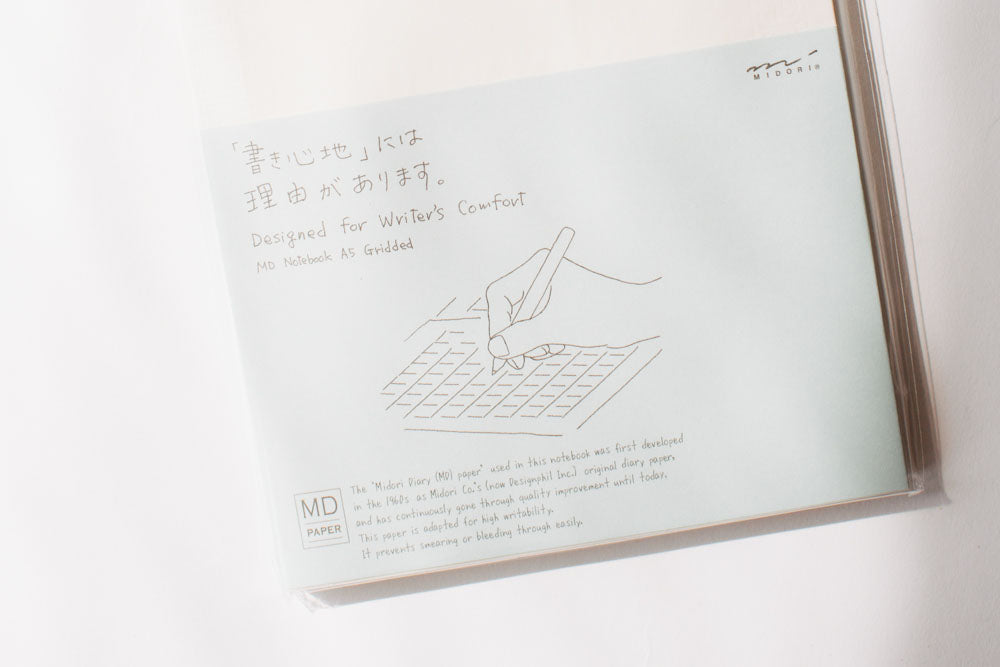 MIDORI®
「書き心地」には
理由があります。
Designed for Writer's Comfort
MD Notebook A5 Gridded
MD
PAPER
The "Midori Diary (MD) paper" used in this notebook was first developed
in the 1960s as Midori Co.'s (now Designphil Inc.) original diary paper,
and has continuously gone through quality improvement until today.
This paper is adapted for high writability.
It prevents smearing or bleeding through easily.